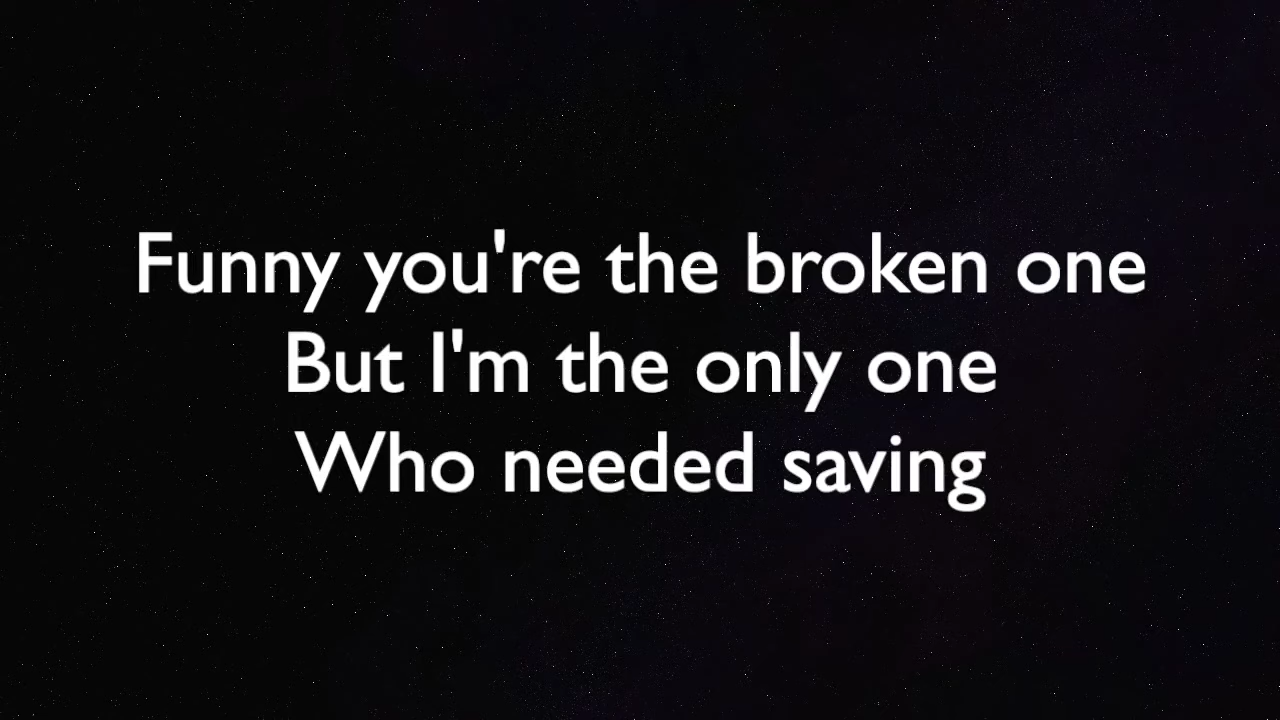 Funny you're the broken one
But I'm the only one
Who needed saving